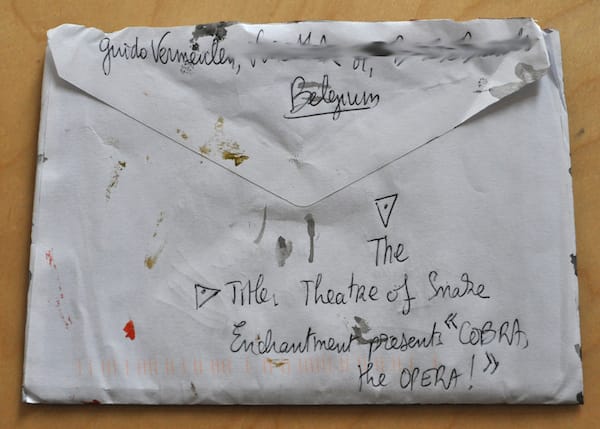 Guido Vermeulen,
Belgium
The
Title, Theatre of Snake
Enchantment presents "COBRA,
the OPERA!»